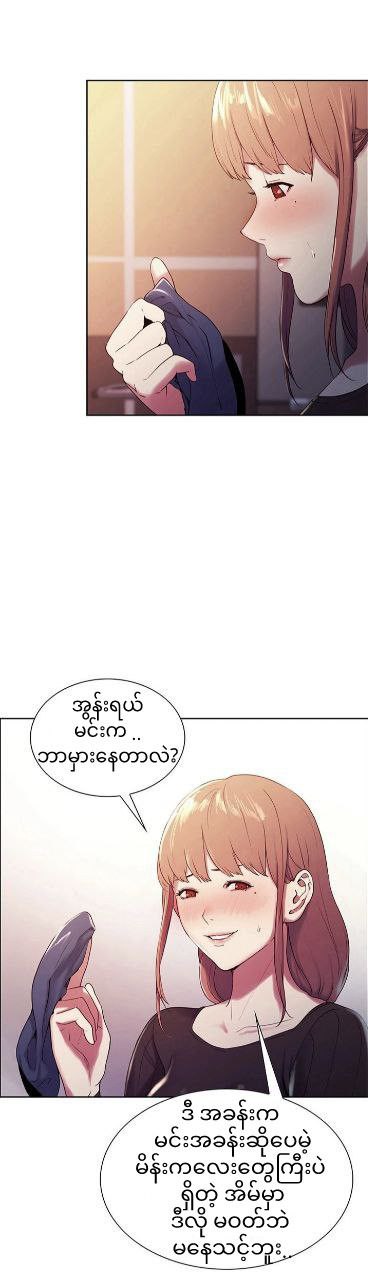 အွန်းရယ်
မင်းက ..
ဘာမှားနေတာလဲ?
ဒီ အခန်းက
မင်းအခန်းဆိုပေမဲ့
မိန်းကလေးတွေကြီးပဲ
ရှိတဲ့ အိမ်မှာ
ဒီလို မဝတ်ဘဲ
မနေသင့်ဘူး..